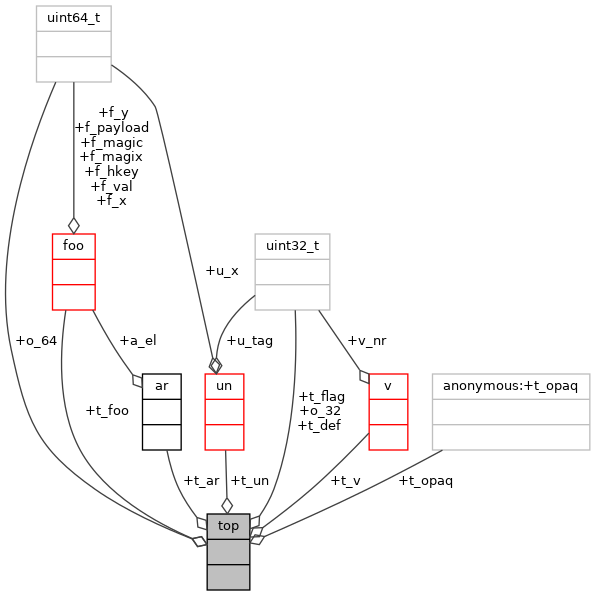 uint64_t
+f_y
+f_payload
+f_magic
+f_magix
+f_hkey
+f_val
+f_x
foo
uint32_t
+u_x
+o_64
+a_el
+u_tag
+v_nr
ar
un
v
anonymous:+t_opaq
+t_foo
+t_flag
+o_32
+t_def
+t_ar
+t_un
+t_v
+t_opaq
top